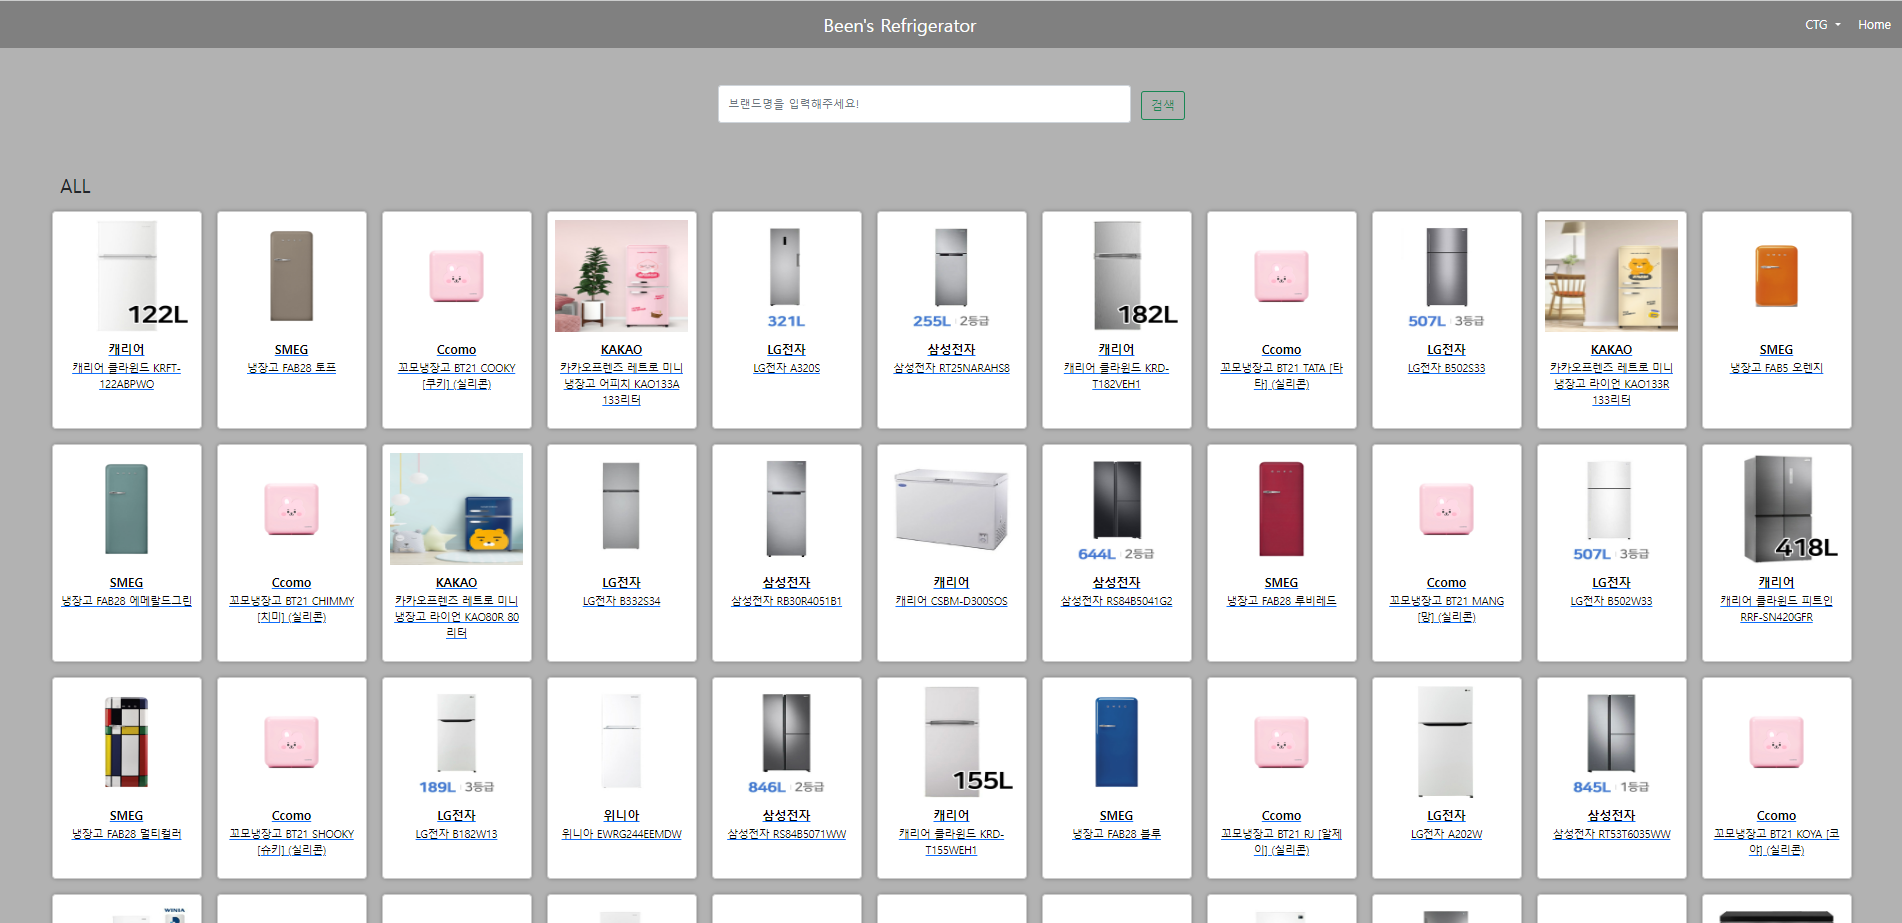 Been's Refrigerator
CTG
Home
브랜드명을 입력해주세요!
검색
ALL
122L
캐리어
캐리어 클라윈드 KRFT-
122ABPWO
SMEG
냉장고 FAB28 토프
Ccomo
꼬모냉장고 BT21 COOKY
[쿠키] (실리콘)
KAKAO
카카오프렌즈 레트로 미니
냉장고 어피치 KAO133A
133리터
321L
LG전자
LG전자 A320S
255L 2등급
삼성전자
삼성전자 RT25NARAHS8
182L
캐리어
캐리어 클라윈드 KRD-
T182VEH1
Ccomo
꼬모냉장고 BT21 TATA [타
타] (실리콘)
507L 3등급
LG전자
LG전자 B502S33
KAKAO
카카오프렌즈 레트로 미니
냉장고 라이언 KAO133R
133리터
SMEG
냉장고 FAB5 오렌지
SMEG
냉장고 FAB28 에메랄드그린
Ccomo
꼬모냉장고 BT21 CHIMMY
[치미] (실리콘)
KAKAO
카카오프렌즈 레트로 미니
냉장고 라이언 KAO80R 80
리터
LG전자
LG전자 B332S34
삼성전자
삼성전자 RB30R4051B1
캐리어
캐리어 CSBM-D300SOS
644L 2등급
삼성전자
삼성전자 RS84B5041G2
SMEG
냉장고 FAB28 루비레드
Ccomo
꼬모냉장고 BT21 MANG
[망] (실리콘)
507L 3등급
LG전자
LG전자 B502W33
418L
캐리어
캐리어 클라윈드 피트인
RRF-SN420GFR
SMEG
냉장고 FAB28 멀티컬러
Ccomo
꼬모냉장고 BT21 SHOOKY
[슈키] (실리콘)
189L 3등급
LG전자
LG전자 B182W13
위니아
위니아 EWRG244EEMDW
846L 2등급
삼성전자
삼성전자 RS84B5071WW
155L
캐리어
캐리어 클라윈드 KRD-
T155WEH1
SMEG
냉장고 FAB28 블루
Ccomo
꼬모냉장고 BT21 RJ [알제
이] (실리콘)
LG전자
LG전자 A202W
845L 1등급
삼성전자
삼성전자 RT53T6035WW
Ccomo
꼬모냉장고 BT21 KOYA [코
야] (실리콘)
WINIA